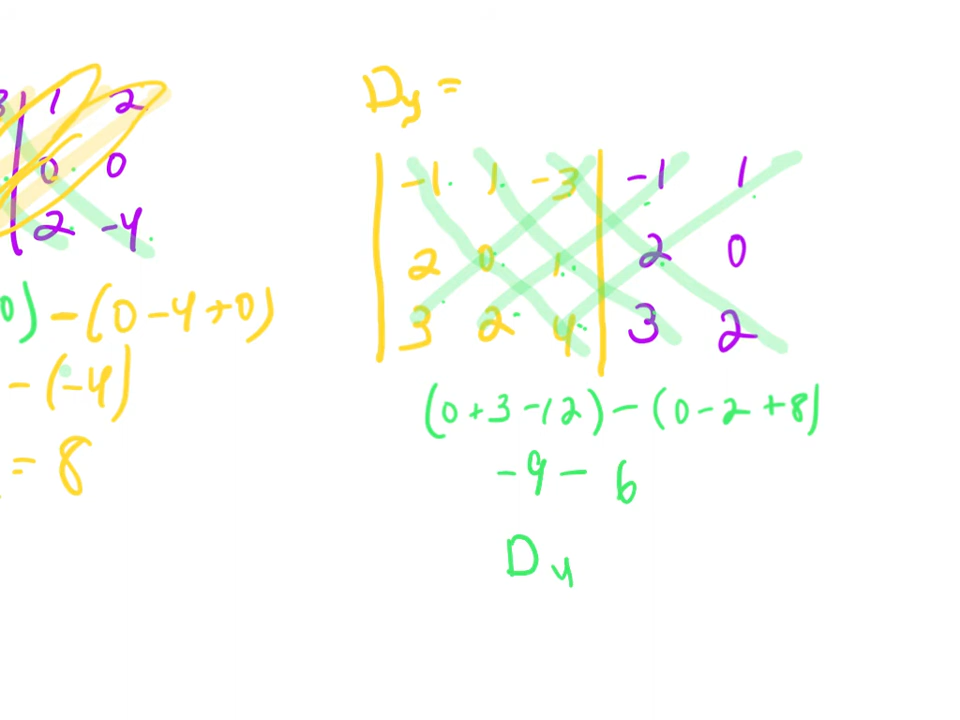 3 | 1 2
0 0
2 -4
0) - (0 - 4 + 0)
- (-4)
= 8
Dy =
| -1 1 -3 | -1 1
2 0 1 2 0
3 2 4 3 2
(0 + 3 - 12) - (0 - 2 + 8)
-9 - 6
Dy